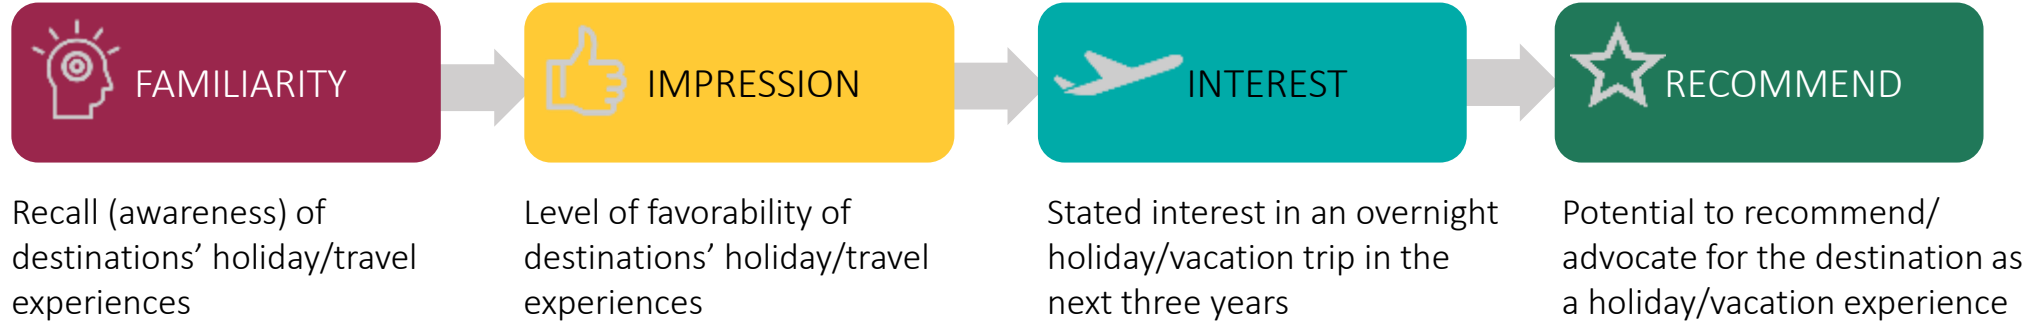 FAMILIARITY
Recall (awareness) of
destinations’ holiday/travel
experiences
IMPRESSION
Level of favorability of
destinations’ holiday/travel
experiences
INTEREST
Stated interest in an overnight
holiday/vacation trip in the
next three years
RECOMMEND
Potential to recommend/
advocate for the destination as
a holiday/vacation experience